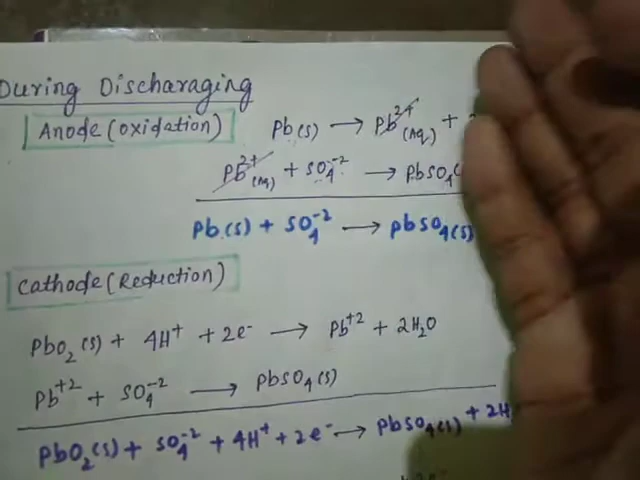 During Discharaging
Anode (Oxidation)
Pb(s) → Pb²⁺(aq) +
Pb²⁺(aq) + SO₄⁻² → PbSO₄(
Pb(s) + SO₄⁻² → PbSO₄(s)
Cathode (Reduction)
PbO₂(s) + 4H⁺ + 2e⁻ → Pb⁺² + 2H₂O
Pb⁺² + SO₄⁻² → PbSO₄(s)
PbO₂(s) + SO₄⁻² + 4H⁺ + 2e⁻ → PbSO₄(s) + 2H